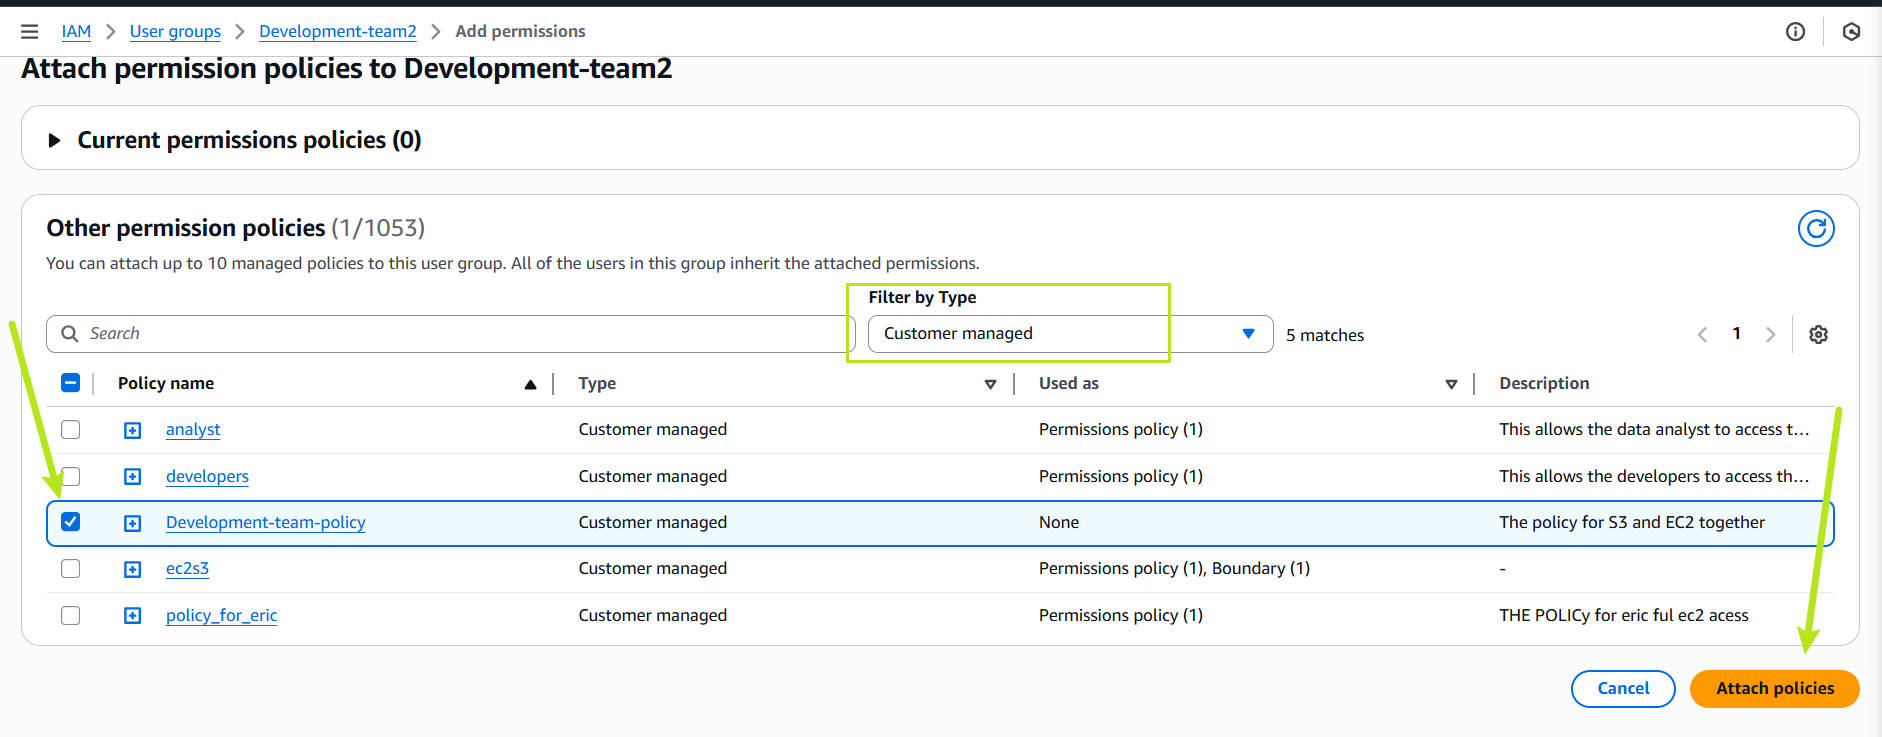 IAM > User groups > Development-team2 > Add permissions
Attach permission policies to Development-team2
Current permissions policies (0)
Other permission policies (1/1053)
You can attach up to 10 managed policies to this user group. All of the users in this group inherit the attached permissions.
Filter by Type
Search Customer managed 5 matches 1
Policy name Type Used as Description
analyst Customer managed Permissions policy (1) This allows the data analyst to access t...
developers Customer managed Permissions policy (1) This allows the developers to access th...
Development-team-policy Customer managed None The policy for S3 and EC2 together
ec2s3 Customer managed Permissions policy (1), Boundary (1) -
policy_for_eric Customer managed Permissions policy (1) THE POLICy for eric ful ec2 acess
Cancel Attach policies